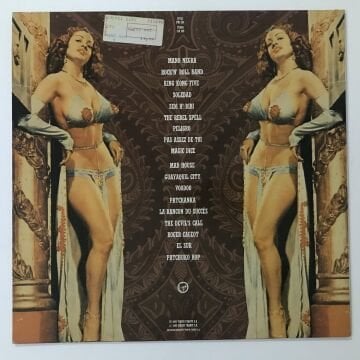 MANO NEGRA
ROCK'N' ROLL BAND
KING KONG FIVE
SOLEDAD
SIDI H' BIBI
THE REBEL SPELL
PELIGRO
PAS ASSEZ DE TOI
MAGIC DICE
MAD HOUSE
GUAYAQUIL CITY
VOODOO
PATCHANKA
LA RANCON DU SUCCÈS
THE DEVIL'S CALL
ROGER CAGEOT
EL SUR
PATCHUKO HOP